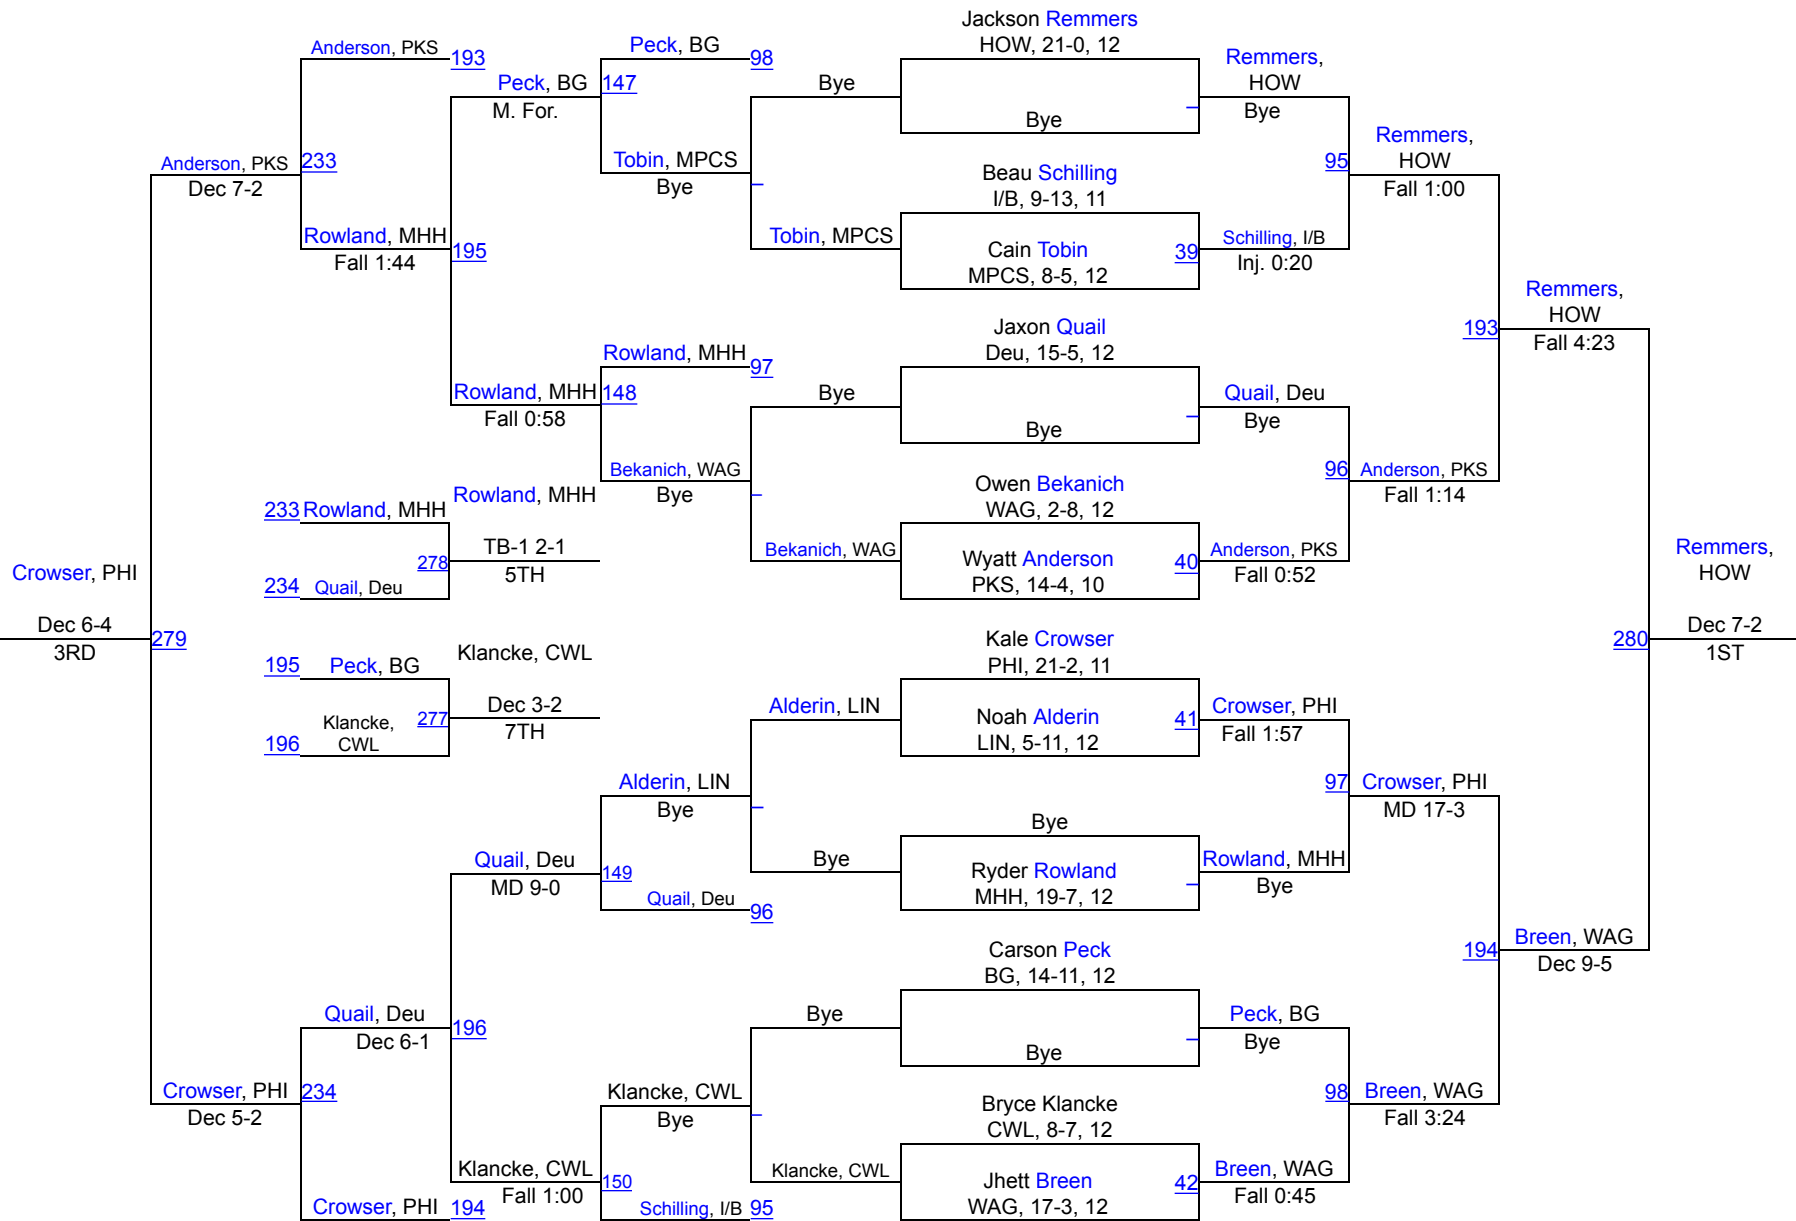 Jackson Remmers
HOW, 21-0, 12
Anderson, PKS
193
Peck, BG
98
Remmers,
HOW
Peck, BG
147
Bye
M. For.
Bye
Bye
Remmers,
HOW
Anderson, PKS
233
Tobin, MPCS
Beau Schilling
95
Dec 7-2
Bye
I/B, 9-13, 11
Fall 1:00
Rowland, MHH
195
Tobin, MPCS
Cain Tobin
39
Schilling, I/B
Fall 1:44
MPCS, 8-5, 12
Inj. 0:20
Remmers,
HOW
Jaxon Quail
193
Deu, 15-5, 12
Fall 4:23
Rowland, MHH
97
Rowland, MHH
148
Bye
Quail, Deu
Fall 0:58
Bye
Bye
Bekanich, WAG
96
Anderson, PKS
Rowland, MHH
Bye
Owen Bekanich
Fall 1:14
233
Rowland, MHH
WAG, 2-8, 12
TB-1 2-1
Bekanich, WAG
Wyatt Anderson
40
Anderson, PKS
278
5TH
PKS, 14-4, 10
Fall 0:52
Remmers,
HOW
Crowser, PHI
234
Quail, Deu
Dec 6-4
279
Kale Crowser
280
Dec 7-2
3RD
Klancke, CWL
PHI, 21-2, 11
1ST
195
Peck, BG
Klancke,
CWL
277
Dec 3-2
Alderin, LIN
Noah Alderin
41
Crowser, PHI
196
7TH
LIN, 5-11, 12
Fall 1:57
Alderin, LIN
97
Crowser, PHI
Bye
MD 17-3
Bye
Quail, Deu
149
Bye
Ryder Rowland
Rowland, MHH
MD 9-0
MHH, 19-7, 12
Bye
Quail, Deu
96
Carson Peck
194
Breen, WAG
BG, 14-11, 12
Dec 9-5
Quail, Deu
196
Bye
Peck, BG
Dec 6-1
Bye
Bye
Crowser, PHI
234
Klancke, CWL
98
Breen, WAG
Dec 5-2
Bye
Bryce Klancke
Fall 3:24
CWL, 8-7, 12
Klancke, CWL
150
Klancke, CWL
Jhett Breen
42
Breen, WAG
Fall 1:00
WAG, 17-3, 12
Fall 0:45
Crowser, PHI
194
Schilling, I/B
95